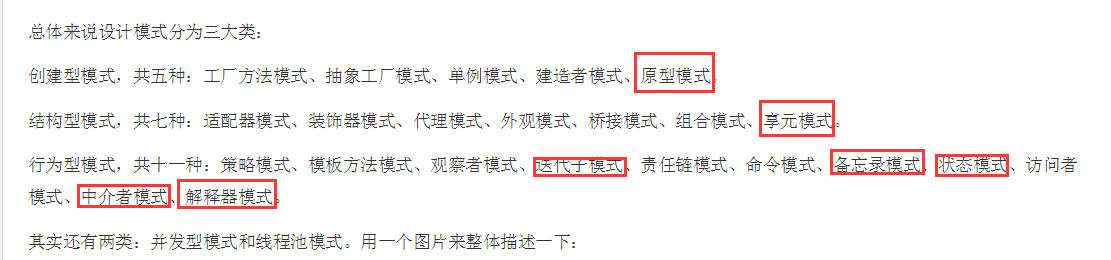 总体来说设计模式分为三大类：
创建型模式，共五种：工厂方法模式、抽象工厂模式、单例模式、建造者模式、原型模式。
结构型模式，共七种：适配器模式、装饰器模式、代理模式、外观模式、桥接模式、组合模式、享元模式。
行为型模式，共十一种：策略模式、模板方法模式、观察者模式、迭代子模式、责任链模式、命令模式、备忘录模式、状态模式、访问者
模式、中介者模式、解释器模式。
其实还有两类：并发型模式和线程池模式。用一个图片来整体描述一下：